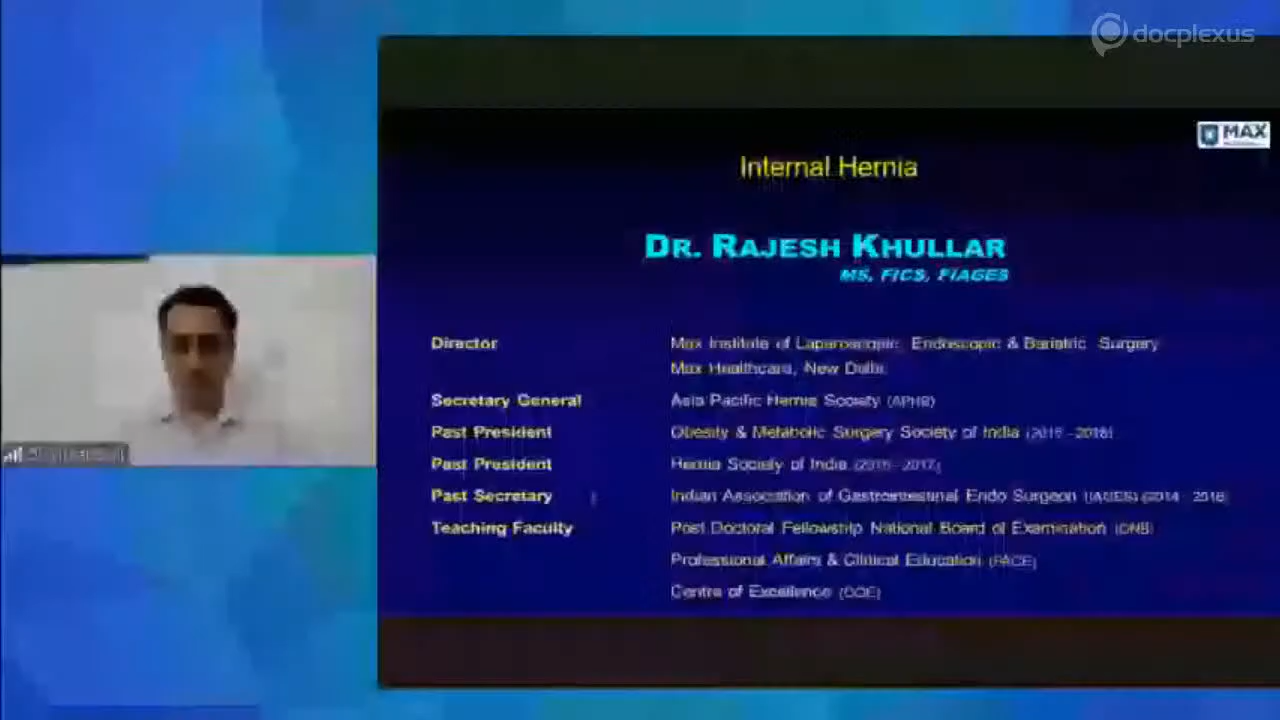 docplexus
MAX
Internal Hernia
DR. RAJESH KHULLAR
MS, FICS, FIAGES
Director Max Institute of Laparoscopic, Endoscopic & Bariatric Surgery
Max Healthcare, New Delhi
Secretary General Asia Pacific Hernia Society (APHS)
Past President Obesity & Metabolic Surgery Society of India
Past President Hernia Society of India
Past Secretary Indian Association of Gastrointestinal Endo Surgeon
Teaching Faculty Post Doctoral Fellowship National Board of Examination (DNB)
Professional Affairs & Clinical Education (PACE)
Centre of Excellence (COE)